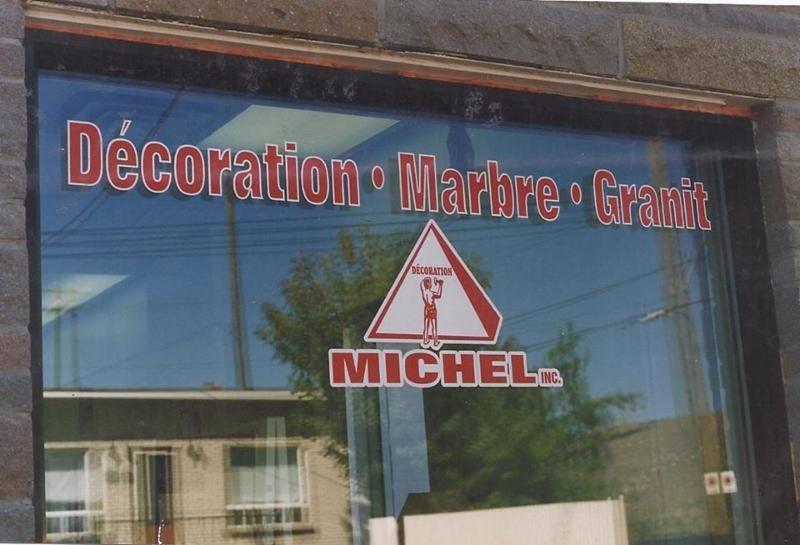 Décoration • Marbre • Granit
DÉCORATION
MICHEL INC.